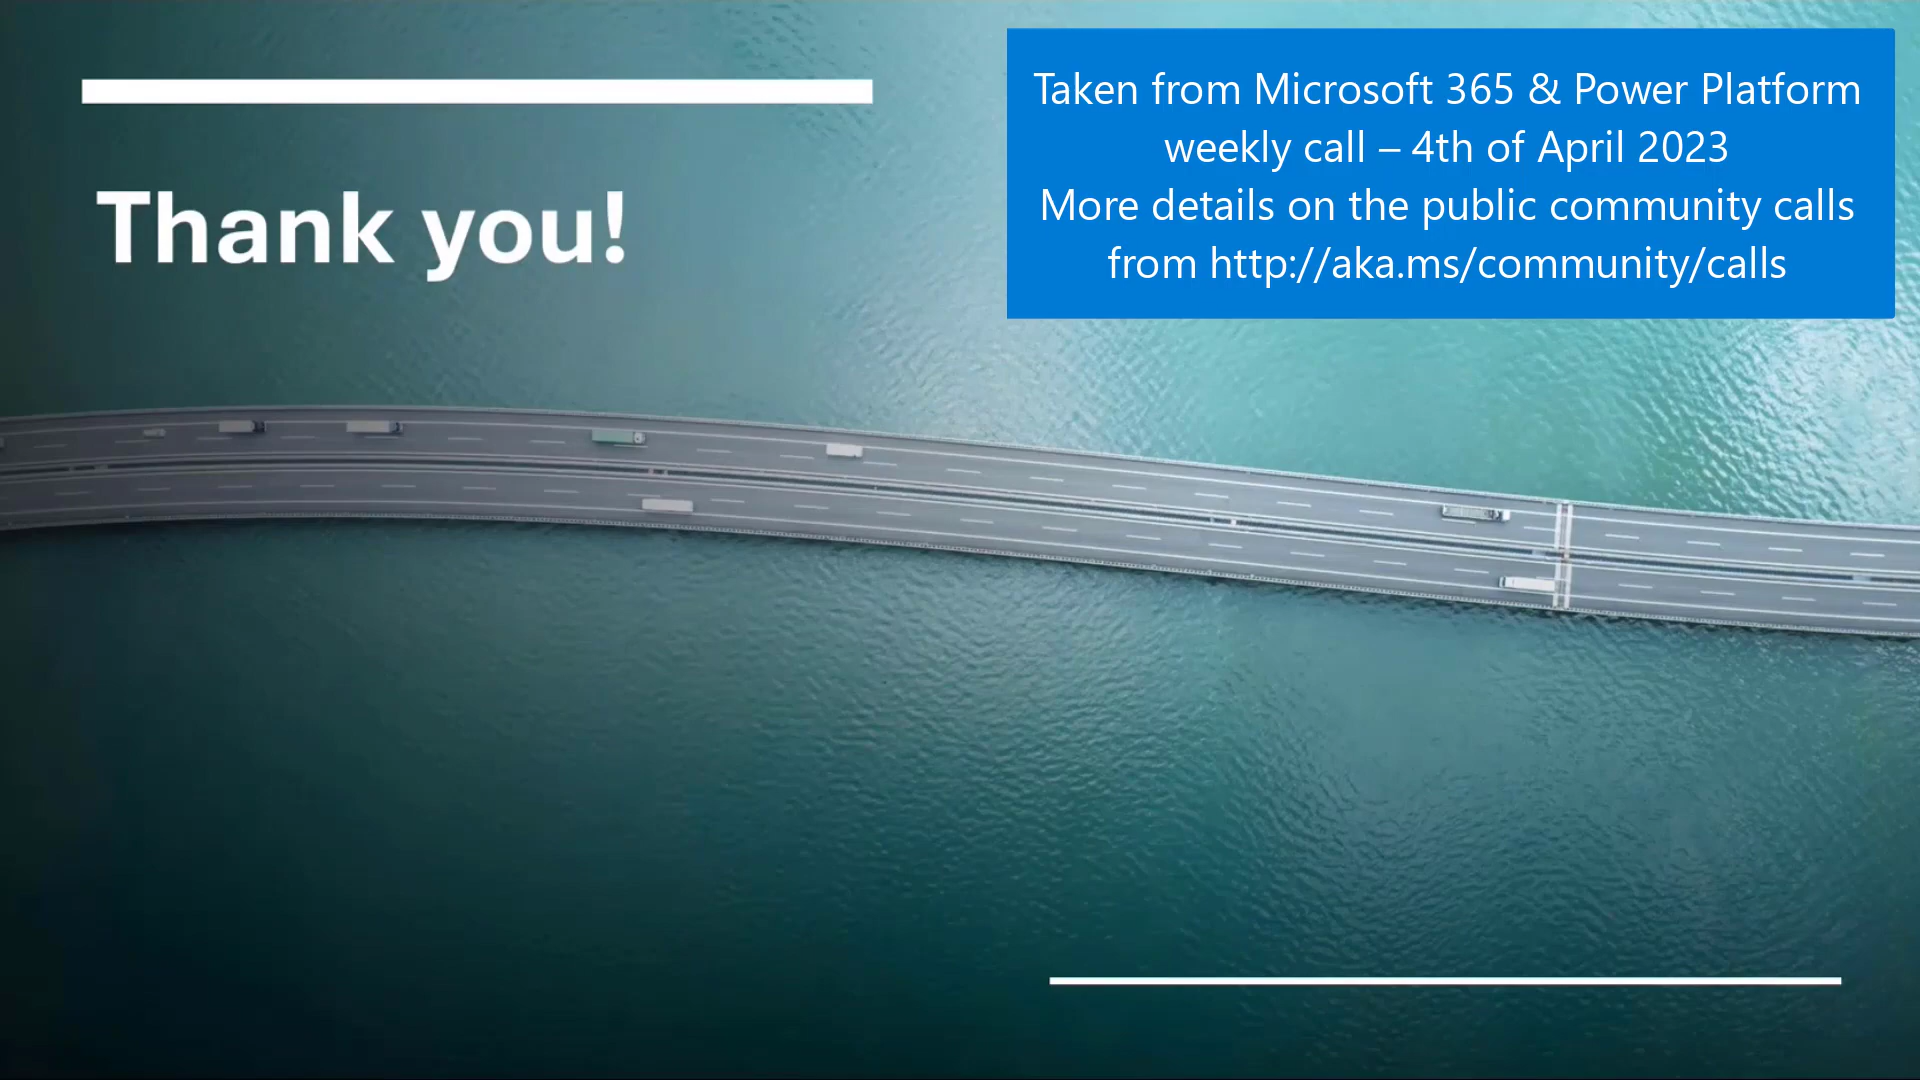 Thank you!
Taken from Microsoft 365 & Power Platform
weekly call – 4th of April 2023
More details on the public community calls
from http://aka.ms/community/calls